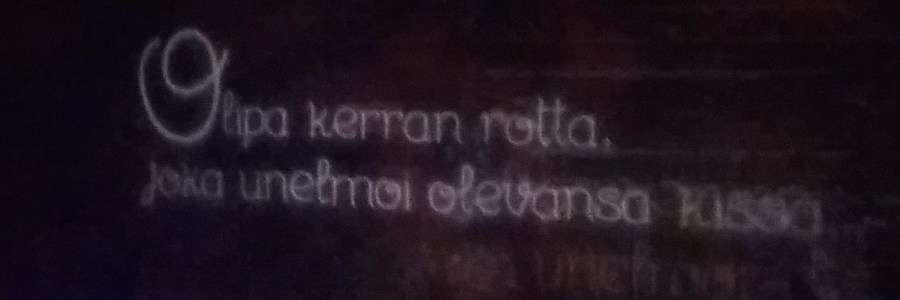 Olipa kerran rotta,
joka unelmoi olevansa kissa